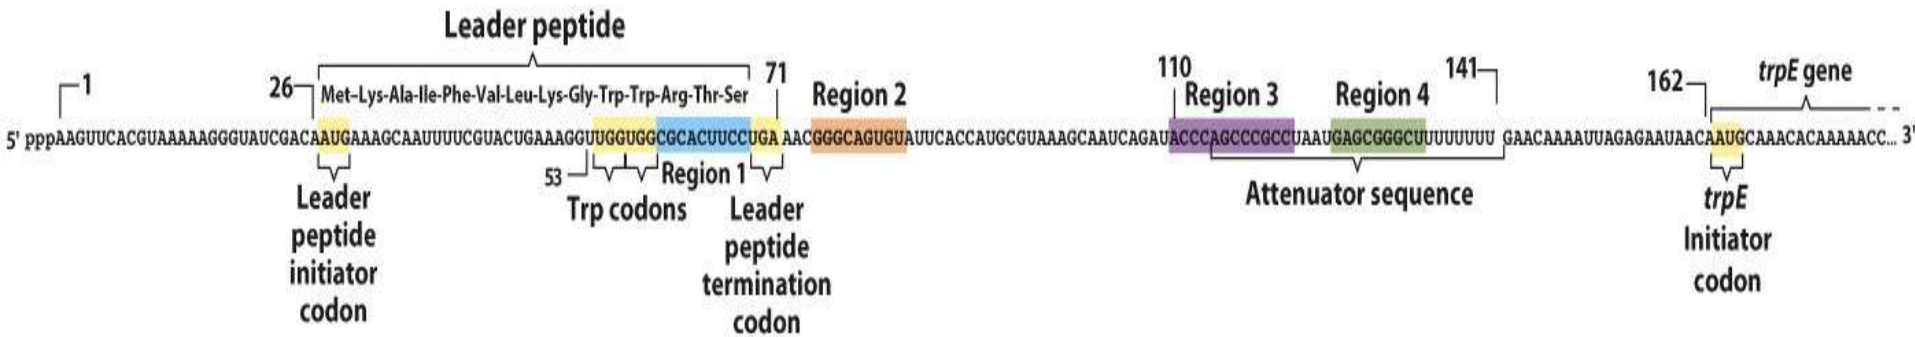 Leader peptide
1
26
Met–Lys-Ala-Ile-Phe-Val-Leu-Lys-Gly-Trp-Trp-Arg-Thr-Ser
71
Region 2
110
Region 3
Region 4
141
162
trpE gene
5' pppAAGUUCACGUAAAAAGGGUAUCGACAAUGAAAGCAAUUUUCGUACUGAAAGGUUGGUGGCGCACUUCCUGA AACGGGCAGUGUAUUCACCAUGCGUAAAGCAAUCAGAUACCCAGCCCGCCUAAUGAGCGGGCUUUUUUUU GAACAAAAUUAGAGAAUAACAAUGCAAACACAAAAACC... 3'
53
Trp codons
Region 1
Leader
peptide
initiator
codon
Leader
peptide
termination
codon
Attenuator sequence
trpE
Initiator
codon